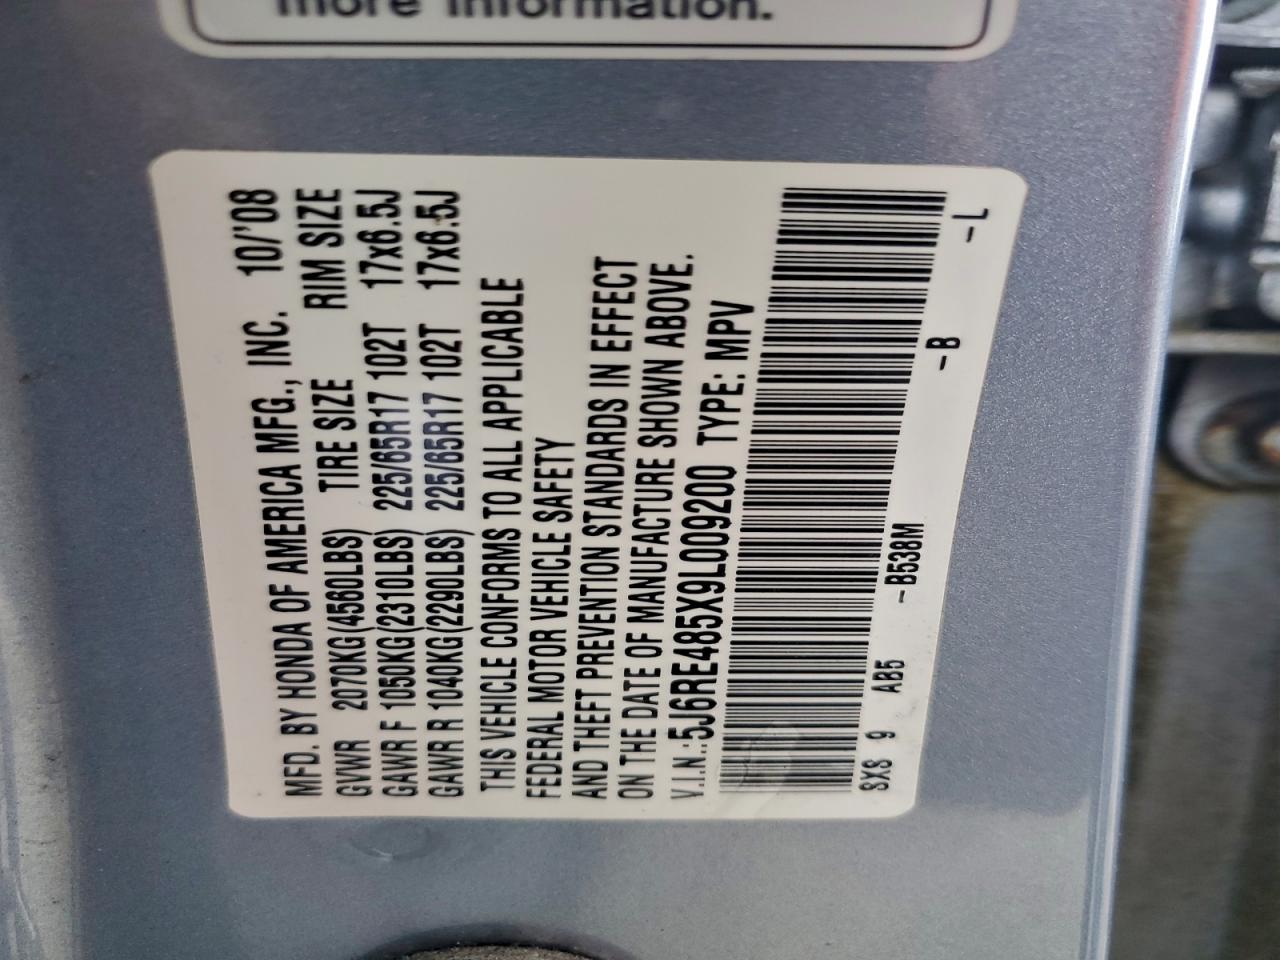 more information.
MFD. BY HONDA OF AMERICA MFG., INC. 10/'08
GVWR 2070KG(4560LBS) TIRE SIZE RIM SIZE
GAWR F 1050KG(2310LBS) 225/65R17 102T 17x6.5J
GAWR R 1040KG(2290LBS) 225/65R17 102T 17x6.5J
THIS VEHICLE CONFORMS TO ALL APPLICABLE
FEDERAL MOTOR VEHICLE SAFETY
AND THEFT PREVENTION STANDARDS IN EFFECT
ON THE DATE OF MANUFACTURE SHOWN ABOVE.
V.I.N.:5J6RE485X9L009200 TYPE: MPV
SXS 9 AB5 -B538M -B -L